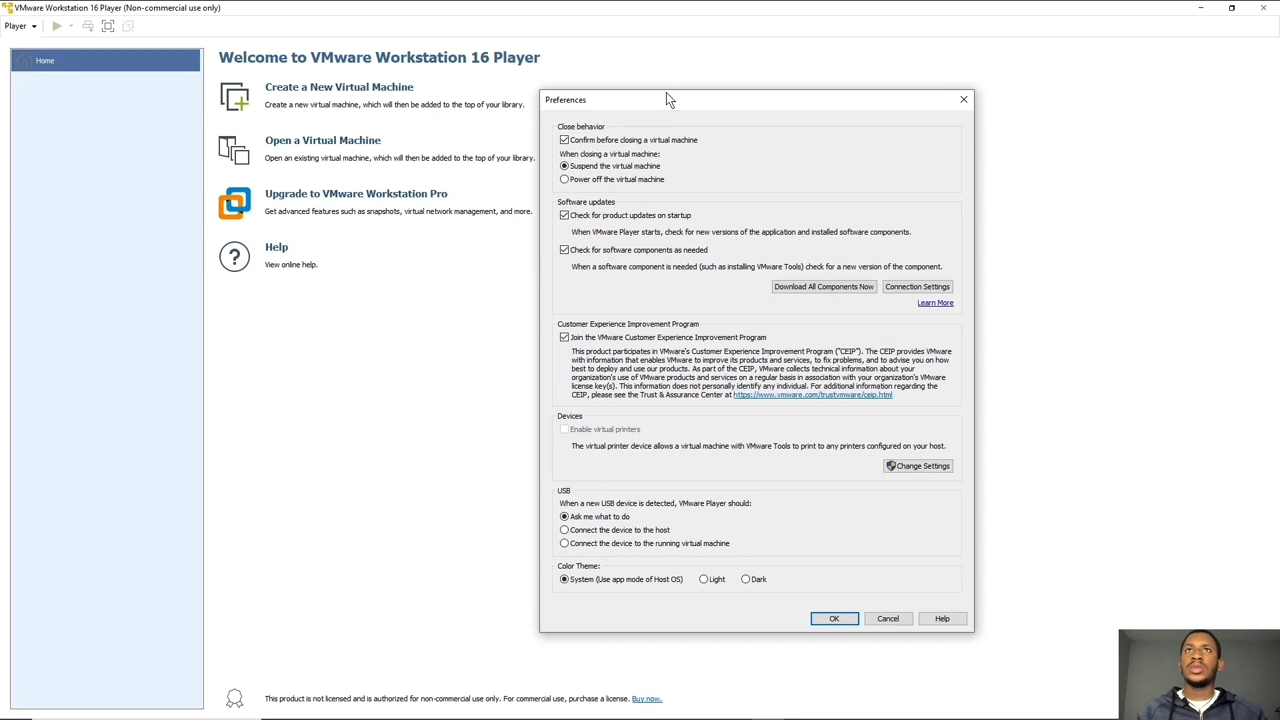 VMware Workstation 16 Player (Non-commercial use only)
Player
Home
Welcome to VMware Workstation 16 Player
Create a New Virtual Machine
Create a new virtual machine, which will then be added to the top of your library.
Open a Virtual Machine
Open an existing virtual machine, which will then be added to the top of your library.
Upgrade to VMware Workstation Pro
Get advanced features such as snapshots, virtual network management, and more.
?
Help
View online help.
Preferences
Close behavior
Confirm before closing a virtual machine
When closing a virtual machine:
Suspend the virtual machine
Power off the virtual machine
Software updates
Check for product updates on startup
When VMware Player starts, check for new versions of the application and installed software components.
Check for software components as needed
When a software component is needed (such as installing VMware Tools) check for a new version of the component.
Download All Components Now
Connection Settings
Learn More
Customer Experience Improvement Program
Join the VMware Customer Experience Improvement Program
This product participates in VMware's Customer Experience Improvement Program ("CEIP"). The CEIP provides VMware
with information that enables VMware to improve its products and services, to fix problems, and to advise you on how
best to deploy and use our products. As part of the CEIP, VMware collects technical information about your
organization's use of VMware products and services on a regular basis in association with your organization's VMware
license key(s). This information does not personally identify any individual. For additional information regarding the
CEIP, please see the Trust & Assurance Center at https://www.vmware.com/trustvmware/ceip.html
Devices
Enable virtual printers
The virtual printer device allows a virtual machine with VMware Tools to print to any printers configured on your host.
Change Settings
USB
When a new USB device is detected, VMware Player should:
Ask me what to do
Connect the device to the host
Connect the device to the running virtual machine
Color Theme:
System (Use app mode of Host OS)
Light
Dark
OK
Cancel
Help
This product is not licensed and is authorized for non-commercial use only. For commercial use, purchase a license. Buy now.